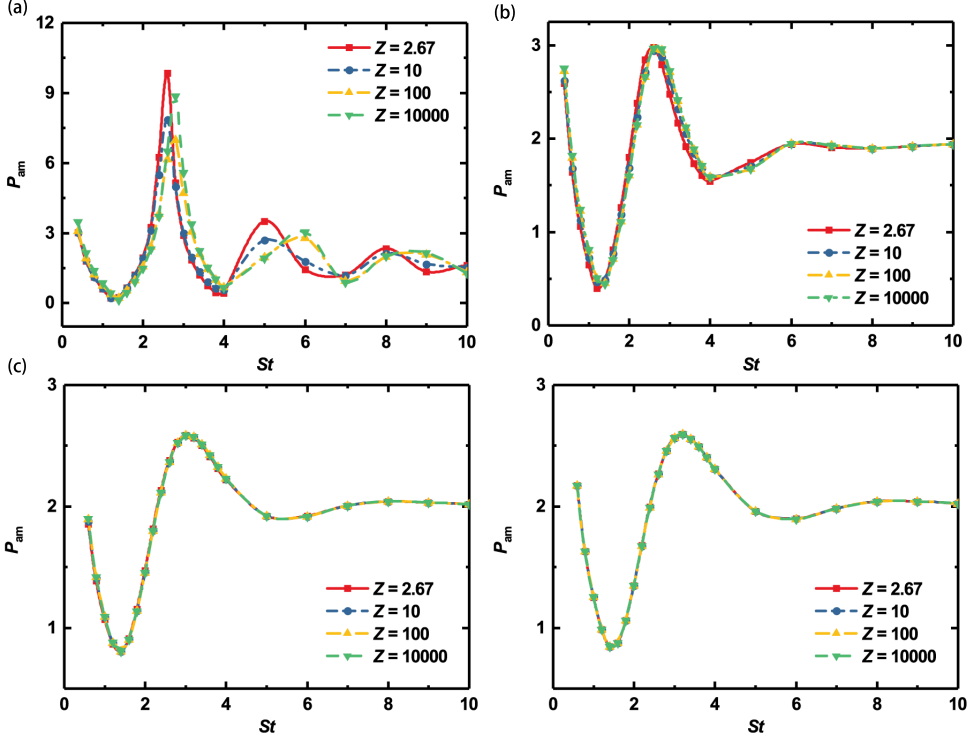 (a)
12
9
6
3
0
P_am
0 2 4 6 8 10
St
Z = 2.67
Z = 10
Z = 100
Z = 10000
(b)
3
2
1
0
P_am
0 2 4 6 8 10
St
Z = 2.67
Z = 10
Z = 100
Z = 10000
(c)
3
2
1
P_am
0 2 4 6 8 10
St
Z = 2.67
Z = 10
Z = 100
Z = 10000
3
2
1
P_am
0 2 4 6 8 10
St
Z = 2.67
Z = 10
Z = 100
Z = 10000